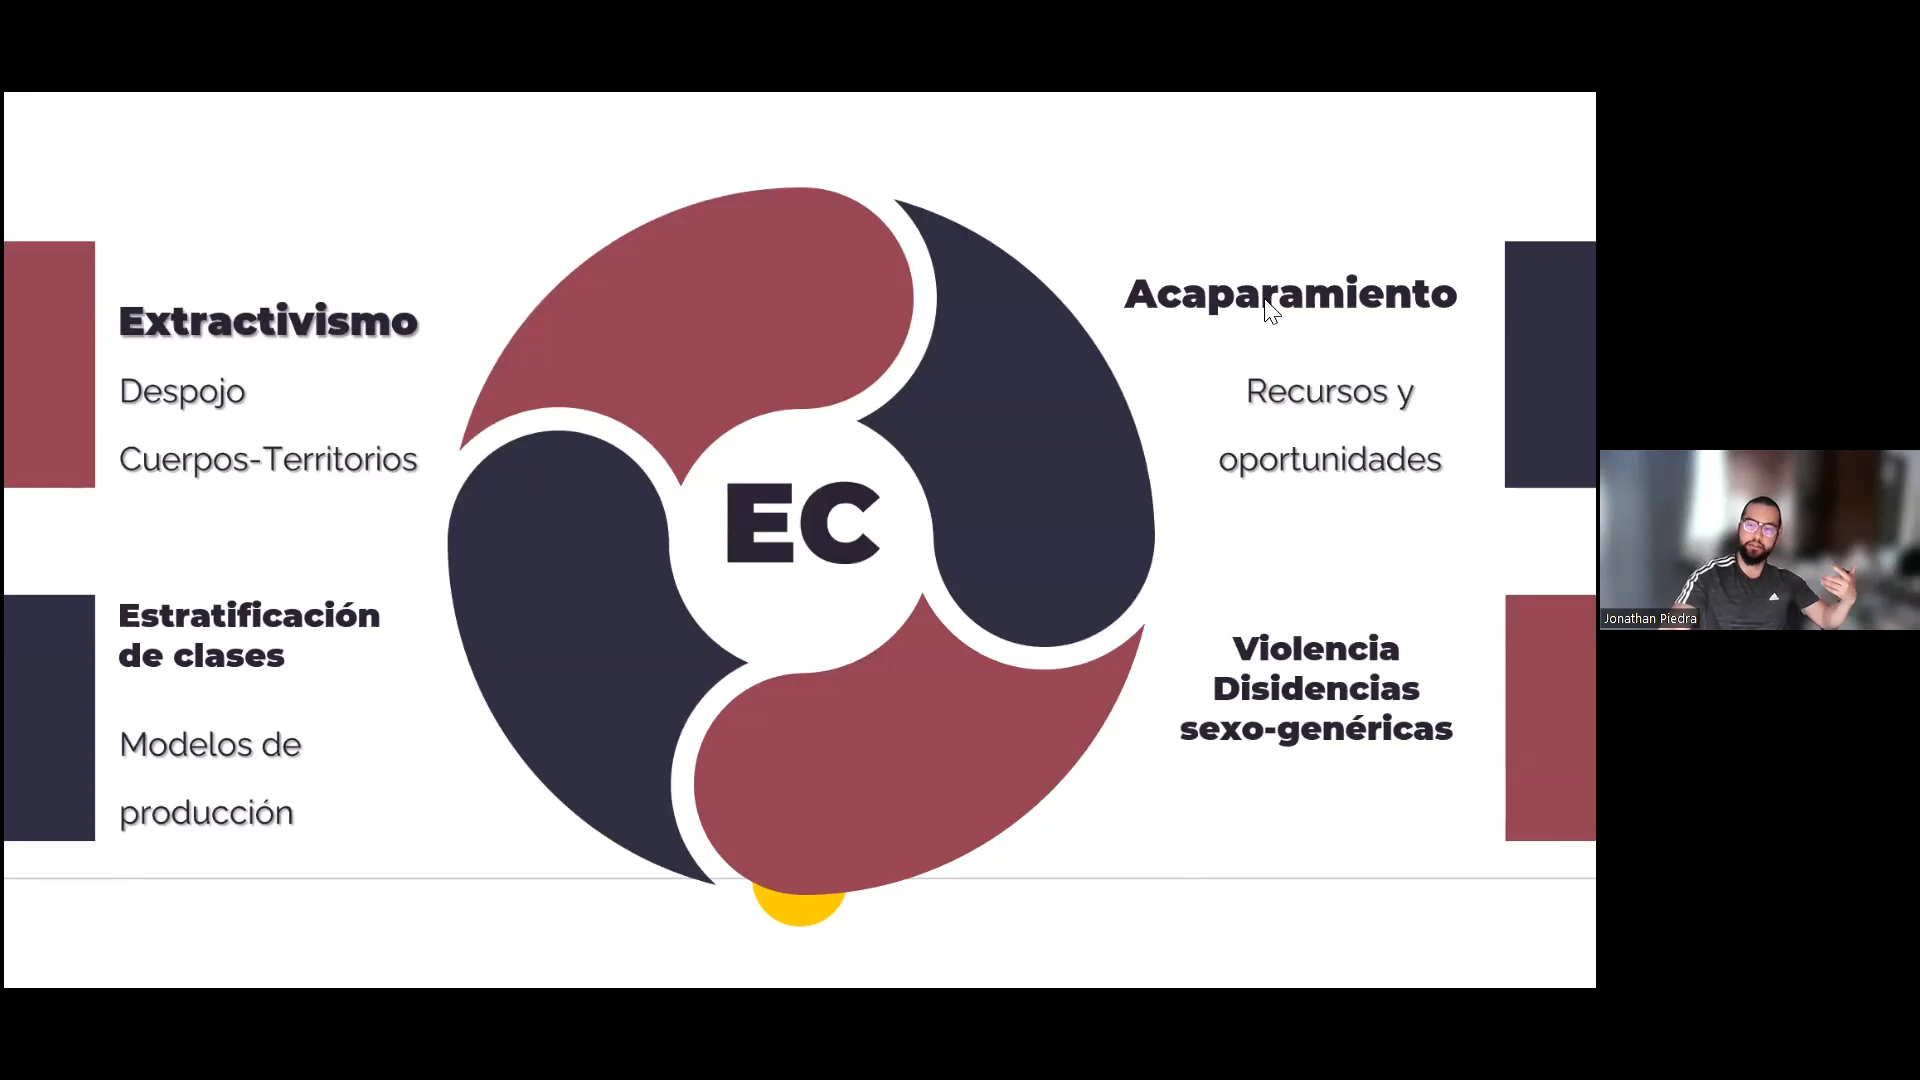 Extractivismo
Despojo
Cuerpos-Territorios
Acaparamiento
Recursos y
oportunidades
EC
Estratificación
de clases
Modelos de
producción
Violencia
Disidencias
sexo-genéricas
Jonathan Piedra